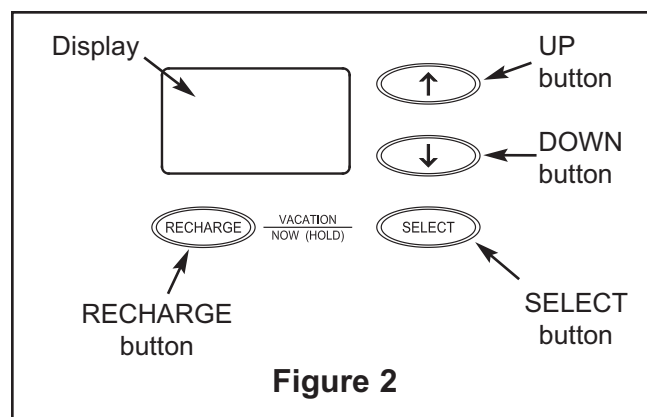 Display
UP
button
↑
DOWN
button
↓
RECHARGE
VACATION
NOW (HOLD)
SELECT
RECHARGE
button
SELECT
button
Figure 2